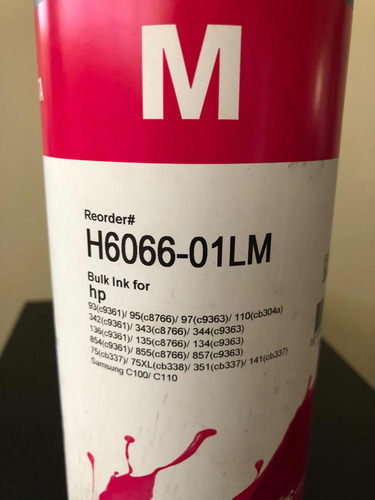 M
Reorder#
H6066-01LM
Bulk Ink for
hp
93(c9361)/ 95(c8766)/ 97(c9363)/ 110(cb304a)
342(c9361)/ 343(c8766)/ 344(c9363)
136(c9361)/ 135(c8766)/ 134(c9363)
854(c9361)/ 855(c8766)/ 857(c9363)
75(cb337)/ 75XL(cb338)/ 351(cb337)/ 141(cb337)
Samsung C100/ C110